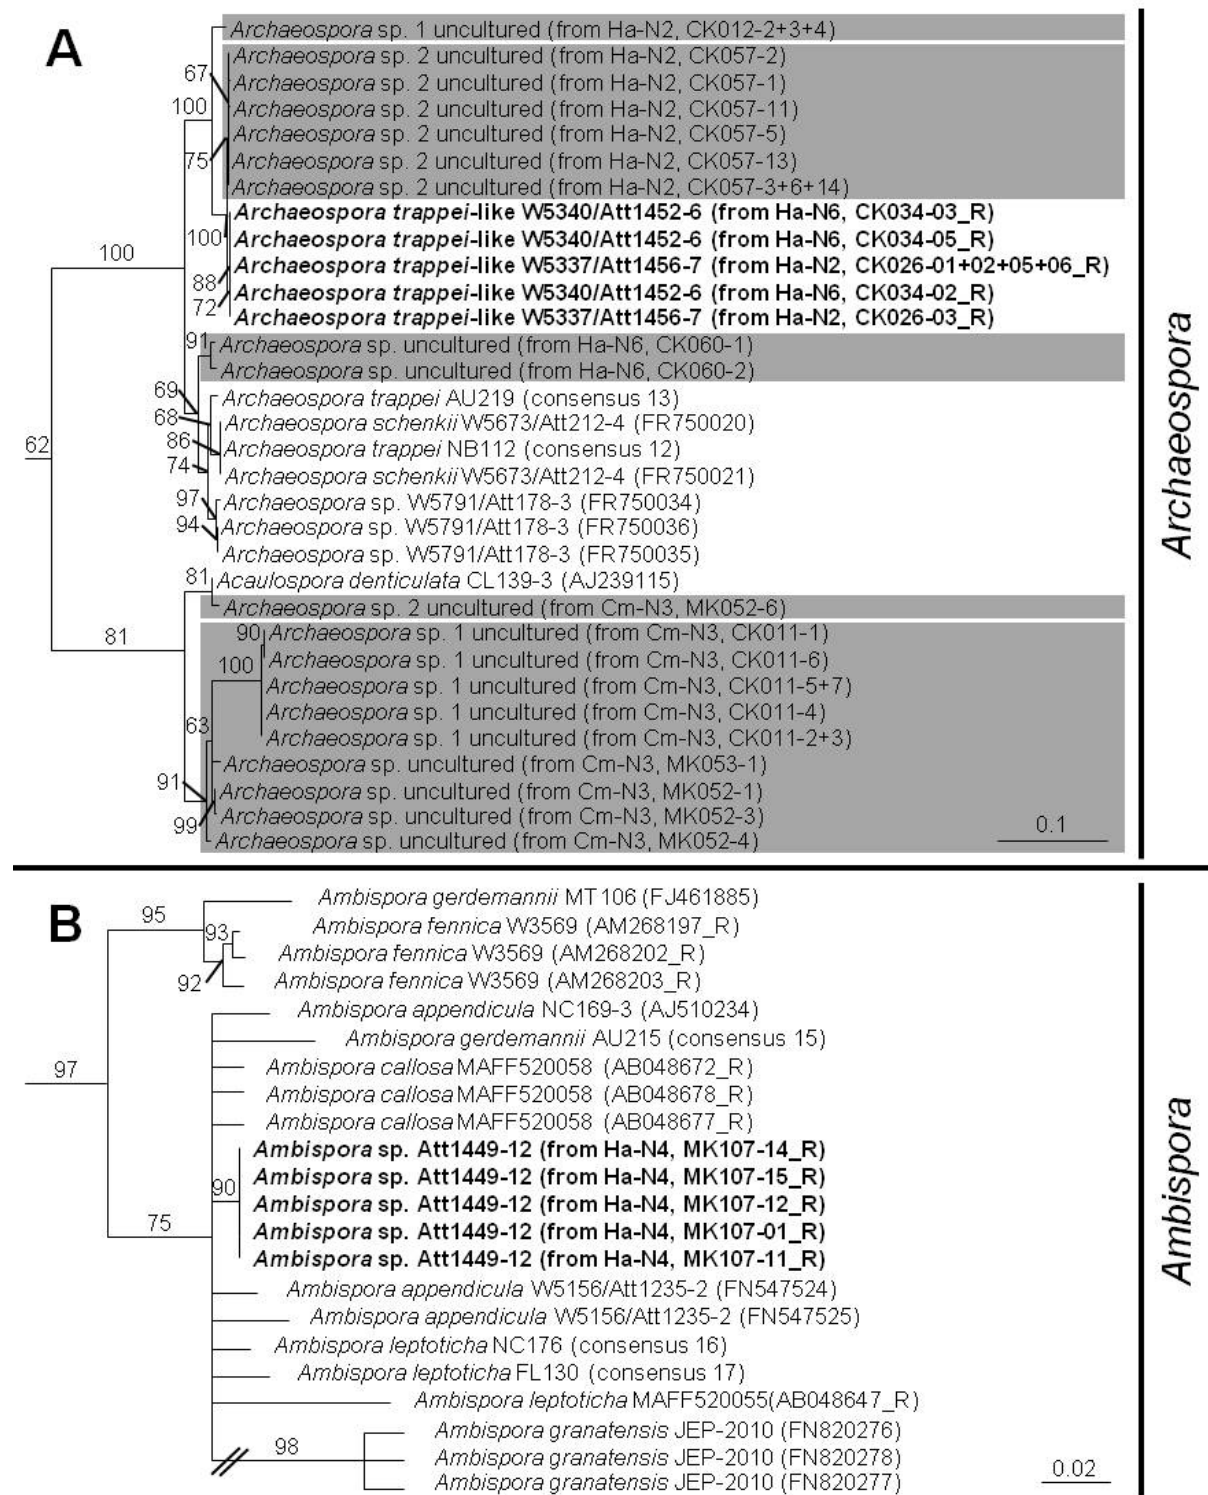 A
Archaeospora sp. 1 uncultured (from Ha-N2, CK012-2+3+4)
67
Archaeospora sp. 2 uncultured (from Ha-N2, CK057-2)
Archaeospora sp. 2 uncultured (from Ha-N2, CK057-1)
100
Archaeospora sp. 2 uncultured (from Ha-N2, CK057-11)
Archaeospora sp. 2 uncultured (from Ha-N2, CK057-5)
75
Archaeospora sp. 2 uncultured (from Ha-N2, CK057-13)
Archaeospora sp. 2 uncultured (from Ha-N2, CK057-3+6+14)
Archaeospora trappei-like W5340/Att1452-6 (from Ha-N6, CK034-03_R)
100
Archaeospora trappei-like W5340/Att1452-6 (from Ha-N6, CK034-05_R)
100
Archaeospora trappei-like W5337/Att1456-7 (from Ha-N2, CK026-01+02+05+06_R)
88
Archaeospora trappei-like W5340/Att1452-6 (from Ha-N6, CK034-02_R)
72
Archaeospora trappei-like W5337/Att1456-7 (from Ha-N2, CK026-03_R)
91
Archaeospora sp. uncultured (from Ha-N6, CK060-1)
Archaeospora sp. uncultured (from Ha-N6, CK060-2)
69
Archaeospora trappei AU219 (consensus 13)
68
Archaeospora schenkii W5673/Att212-4 (FR750020)
62
86
Archaeospora trappei NB112 (consensus 12)
74
Archaeospora schenkii W5673/Att212-4 (FR750021)
97
Archaeospora sp. W5791/Att178-3 (FR750034)
94
Archaeospora sp. W5791/Att178-3 (FR750036)
Archaeospora sp. W5791/Att178-3 (FR750035)
81
Acaulospora denticulata CL139-3 (AJ239115)
Archaeospora sp. 2 uncultured (from Cm-N3, MK052-6)
81
90
Archaeospora sp. 1 uncultured (from Cm-N3, CK011-1)
100
Archaeospora sp. 1 uncultured (from Cm-N3, CK011-6)
Archaeospora sp. 1 uncultured (from Cm-N3, CK011-5+7)
Archaeospora sp. 1 uncultured (from Cm-N3, CK011-4)
63
Archaeospora sp. 1 uncultured (from Cm-N3, CK011-2+3)
Archaeospora sp. uncultured (from Cm-N3, MK053-1)
91
Archaeospora sp. uncultured (from Cm-N3, MK052-1)
99
Archaeospora sp. uncultured (from Cm-N3, MK052-3)
Archaeospora sp. uncultured (from Cm-N3, MK052-4)
0.1
Archaeospora
B
Ambispora gerdemannii MT106 (FJ461885)
95
93
Ambispora fennica W3569 (AM268197_R)
Ambispora fennica W3569 (AM268202_R)
92
Ambispora fennica W3569 (AM268203_R)
Ambispora appendicula NC169-3 (AJ510234)
Ambispora gerdemannii AU215 (consensus 15)
97
Ambispora callosa MAFF520058 (AB048672_R)
Ambispora callosa MAFF520058 (AB048678_R)
Ambispora callosa MAFF520058 (AB048677_R)
Ambispora sp. Att1449-12 (from Ha-N4, MK107-14_R)
90
Ambispora sp. Att1449-12 (from Ha-N4, MK107-15_R)
Ambispora sp. Att1449-12 (from Ha-N4, MK107-12_R)
75
Ambispora sp. Att1449-12 (from Ha-N4, MK107-01_R)
Ambispora sp. Att1449-12 (from Ha-N4, MK107-11_R)
Ambispora appendicula W5156/Att1235-2 (FN547524)
Ambispora appendicula W5156/Att1235-2 (FN547525)
Ambispora leptoticha NC176 (consensus 16)
Ambispora leptoticha FL130 (consensus 17)
Ambispora leptoticha MAFF520055(AB048647_R)
Ambispora granatensis JEP-2010 (FN820276)
98
Ambispora granatensis JEP-2010 (FN820278)
Ambispora granatensis JEP-2010 (FN820277)
0.02
Ambispora